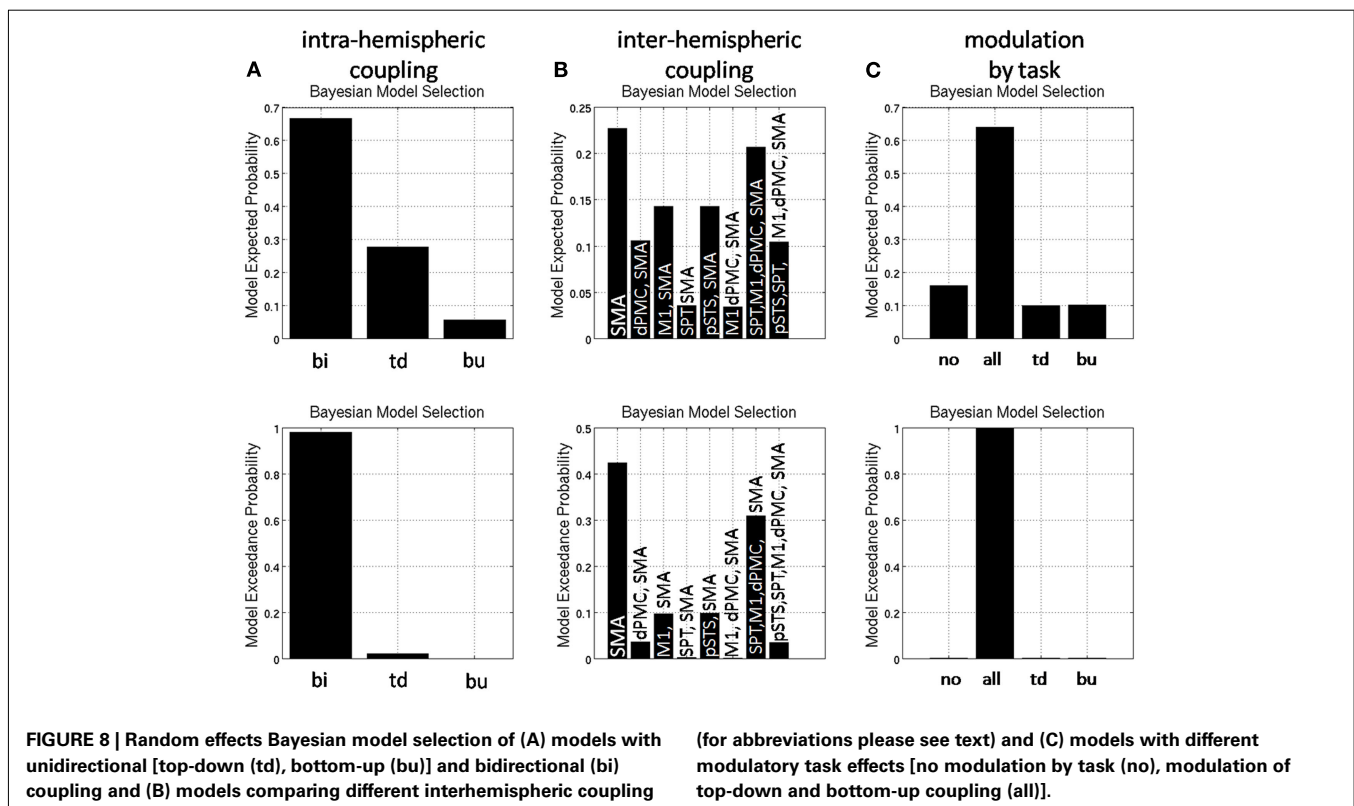 intra-hemispheric
coupling
A
Bayesian Model Selection
Model Expected Probability
0.7
0.6
0.5
0.4
0.3
0.2
0.1
0
bi td bu
inter-hemispheric
coupling
B
Bayesian Model Selection
Model Expected Probability
0.25
0.2
0.15
0.1
0.05
0
SMA
dPMC, SMA
M1, SMA
SPT SMA
pSTS, SMA
M1 dPMC, SMA
SPT,M1,dPMC, SMA
pSTS,SPT, M1,dPMC, SMA
modulation
by task
C
Bayesian Model Selection
Model Expected Probability
0.7
0.6
0.5
0.4
0.3
0.2
0.1
0
no all td bu
Bayesian Model Selection
Model Exceedance Probability
1
0.8
0.6
0.4
0.2
0
bi td bu
Bayesian Model Selection
Model Exceedance Probability
0.5
0.4
0.3
0.2
0.1
0
SMA
dPMC, SMA
M1, SMA
SPT, SMA
pSTS, SMA
M1, dPMC, SMA
SPT,M1,dPMC, SMA
pSTS,SPT,M1,dPMC, SMA
Bayesian Model Selection
Model Exceedance Probability
1
0.8
0.6
0.4
0.2
0
no all td bu
FIGURE 8 | Random effects Bayesian model selection of (A) models with
unidirectional [top-down (td), bottom-up (bu)] and bidirectional (bi)
coupling and (B) models comparing different interhemispheric coupling
(for abbreviations please see text) and (C) models with different
modulatory task effects [no modulation by task (no), modulation of
top-down and bottom-up coupling (all)].